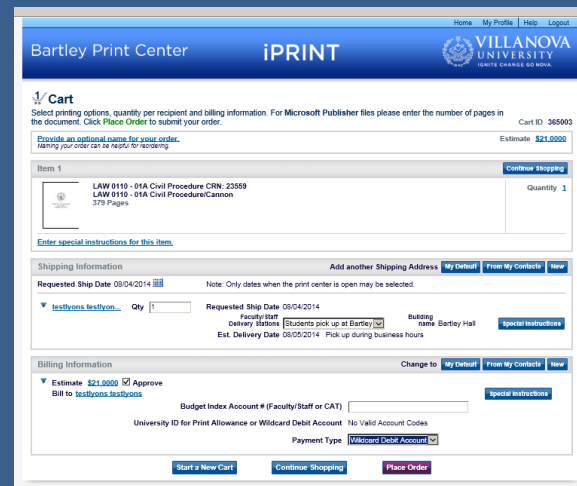 Home My Profile Help Logout
Bartley Print Center
iPRINT
VILLANOVA
UNIVERSITY
IGNITE CHANGE. GO NOVA.
Cart
Select printing options, quantity per recipient and billing information. For Microsoft Publisher files please enter the number of pages in
the document. Click Place Order to submit your order.
Cart ID 365003
Provide an optional name for your order.
Naming your order can be helpful for reordering.
Estimate $21.0000
Item 1
Continue Shopping
LAW 0110 - 01A Civil Procedure CRN: 23559
LAW 0110 - 01A Civil Procedure/Cannon
379 Pages
Quantity 1
Enter special instructions for this item.
Shipping Information
Add another Shipping Address My Default From My Contacts New
Requested Ship Date 08/04/2014
Note: Only dates when the print center is open may be selected.
testlyons testlyon... Qty 1
Requested Ship Date 08/04/2014
Faculty/Staff
Delivery Stations Students pick up at Bartley
Building
name Bartley Hall
Special Instructions
Est. Delivery Date 08/05/2014 Pick up during business hours
Billing Information
Change to My Default From My Contacts New
Estimate $21.0000 Approve
Bill to testlyons testlyons
Special Instructions
Budget Index Account # (Faculty/Staff or CAT)
University ID for Print Allowance or Wildcard Debit Account No Valid Account Codes
Payment Type Wildcard Debit Account
Start a New Cart Continue Shopping Place Order